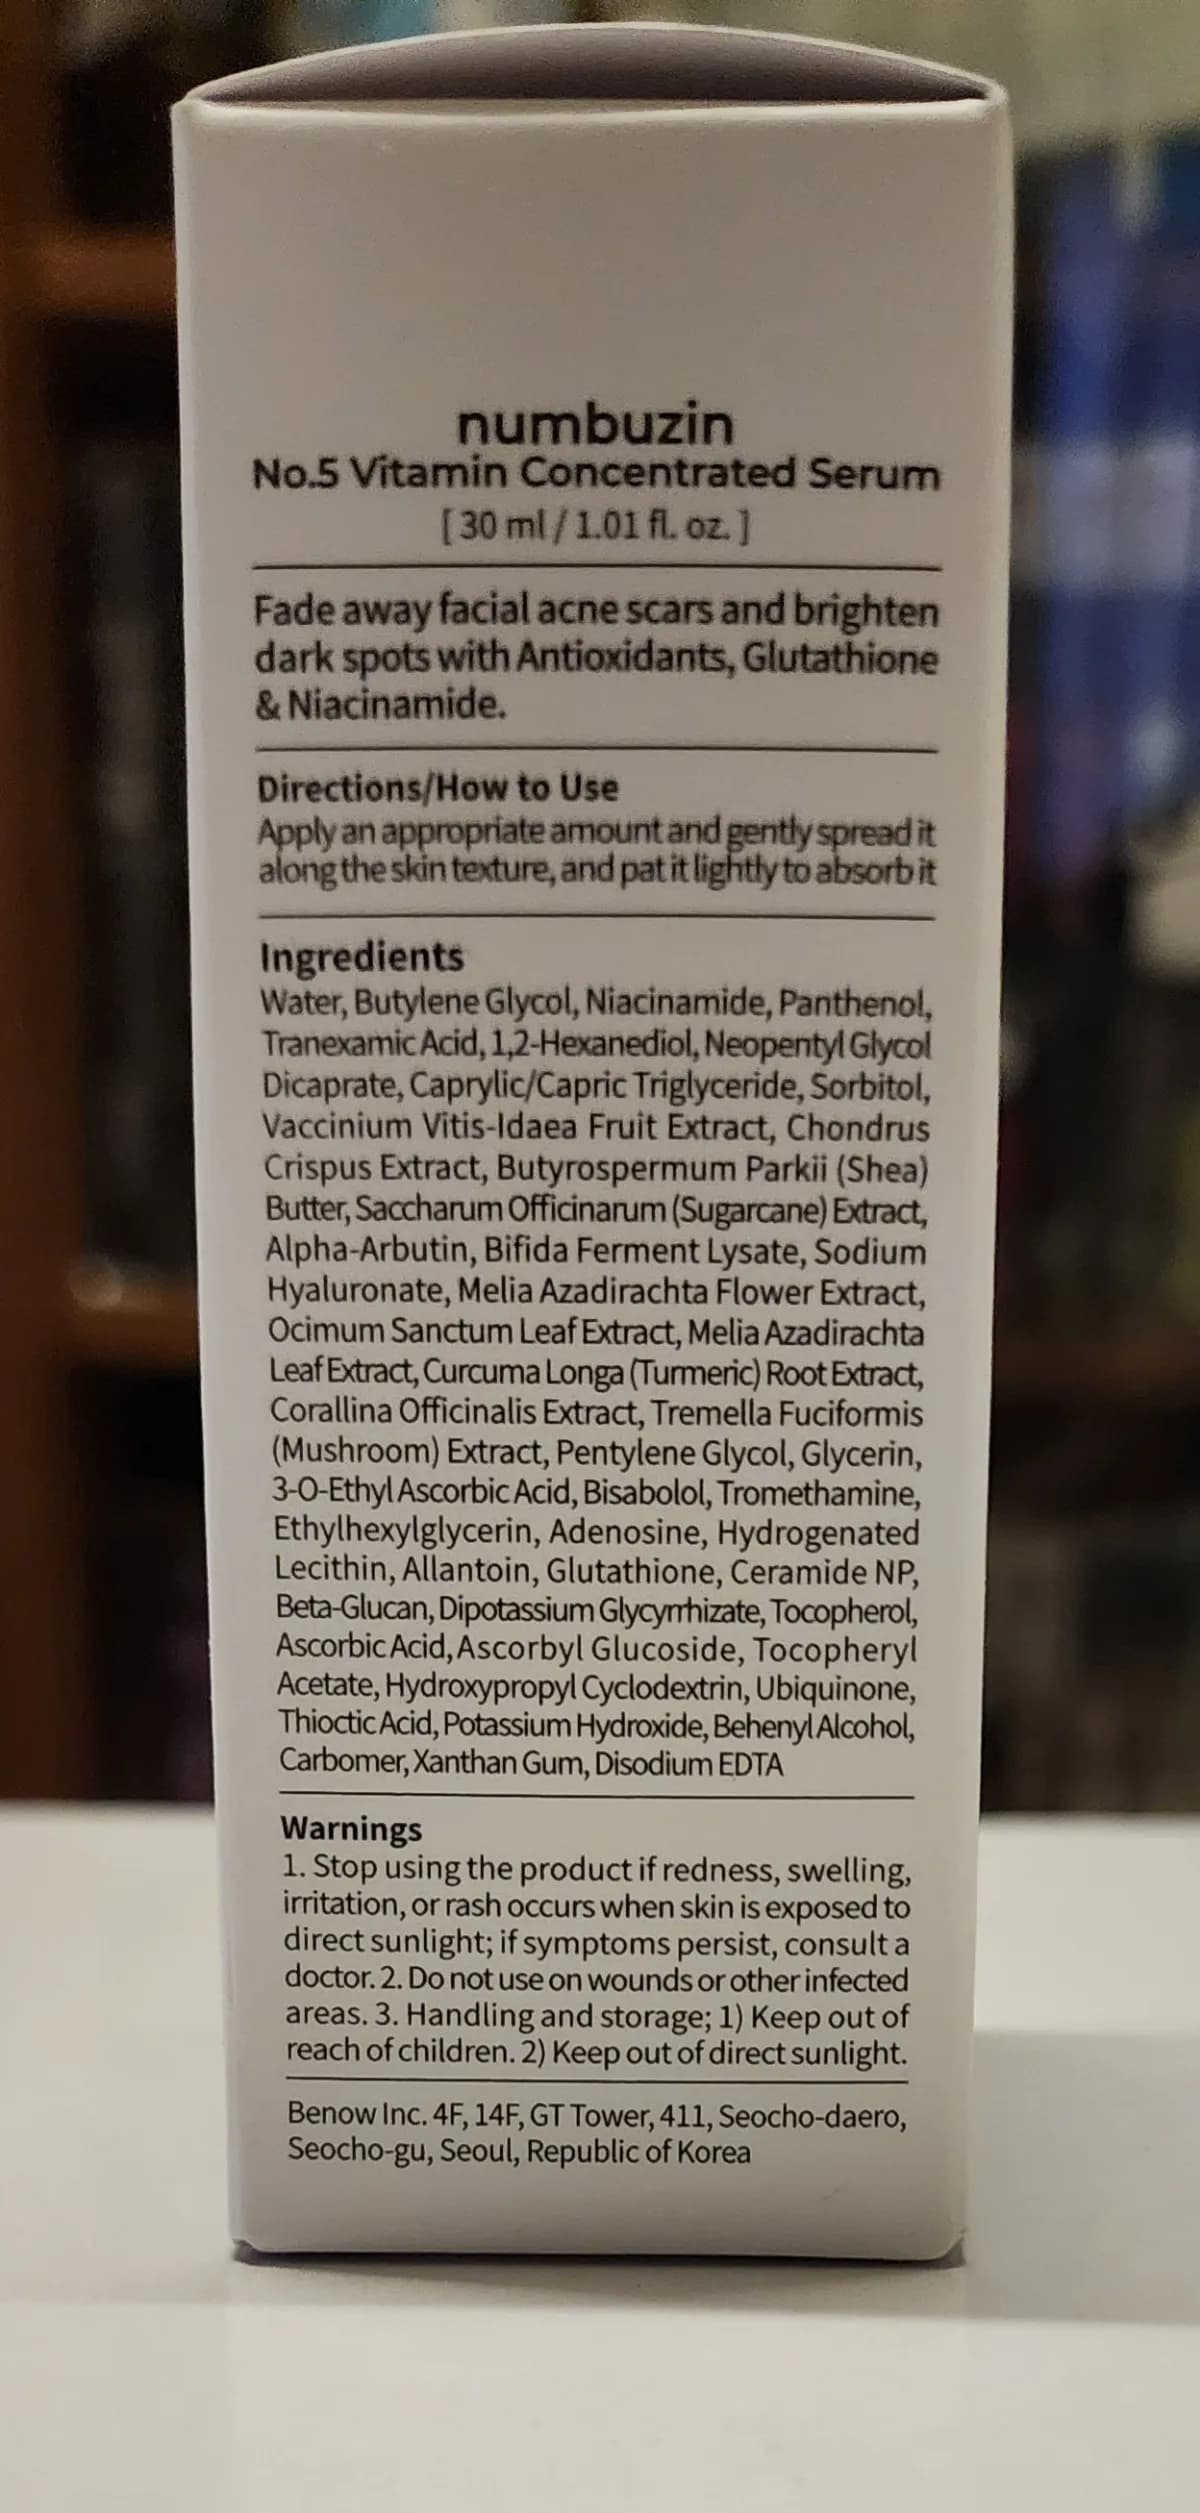 numbuzin
No.5 Vitamin Concentrated Serum
[ 30 ml / 1.01 fl. oz. ]
Fade away facial acne scars and brighten
dark spots with Antioxidants, Glutathione
& Niacinamide.
Directions/How to Use
Apply an appropriate amount and gently spread it
along the skin texture, and pat it lightly to absorb it
Ingredients
Water, Butylene Glycol, Niacinamide, Panthenol,
Tranexamic Acid, 1,2-Hexanediol, Neopentyl Glycol
Dicaprate, Caprylic/Capric Triglyceride, Sorbitol,
Vaccinium Vitis-Idaea Fruit Extract, Chondrus
Crispus Extract, Butyrospermum Parkii (Shea)
Butter, Saccharum Officinarum (Sugarcane) Extract,
Alpha-Arbutin, Bifida Ferment Lysate, Sodium
Hyaluronate, Melia Azadirachta Flower Extract,
Ocimum Sanctum Leaf Extract, Melia Azadirachta
Leaf Extract, Curcuma Longa (Turmeric) Root Extract,
Corallina Officinalis Extract, Tremella Fuciformis
(Mushroom) Extract, Pentylene Glycol, Glycerin,
3-O-Ethyl Ascorbic Acid, Bisabolol, Tromethamine,
Ethylhexylglycerin, Adenosine, Hydrogenated
Lecithin, Allantoin, Glutathione, Ceramide NP,
Beta-Glucan, Dipotassium Glycyrrhizate, Tocopherol,
Ascorbic Acid, Ascorbyl Glucoside, Tocopheryl
Acetate, Hydroxypropyl Cyclodextrin, Ubiquinone,
Thioctic Acid, Potassium Hydroxide, Behenyl Alcohol,
Carbomer, Xanthan Gum, Disodium EDTA
Warnings
1. Stop using the product if redness, swelling,
irritation, or rash occurs when skin is exposed to
direct sunlight; if symptoms persist, consult a
doctor. 2. Do not use on wounds or other infected
areas. 3. Handling and storage; 1) Keep out of
reach of children. 2) Keep out of direct sunlight.
Benow Inc. 4F, 14F, GT Tower, 411, Seocho-daero,
Seocho-gu, Seoul, Republic of Korea